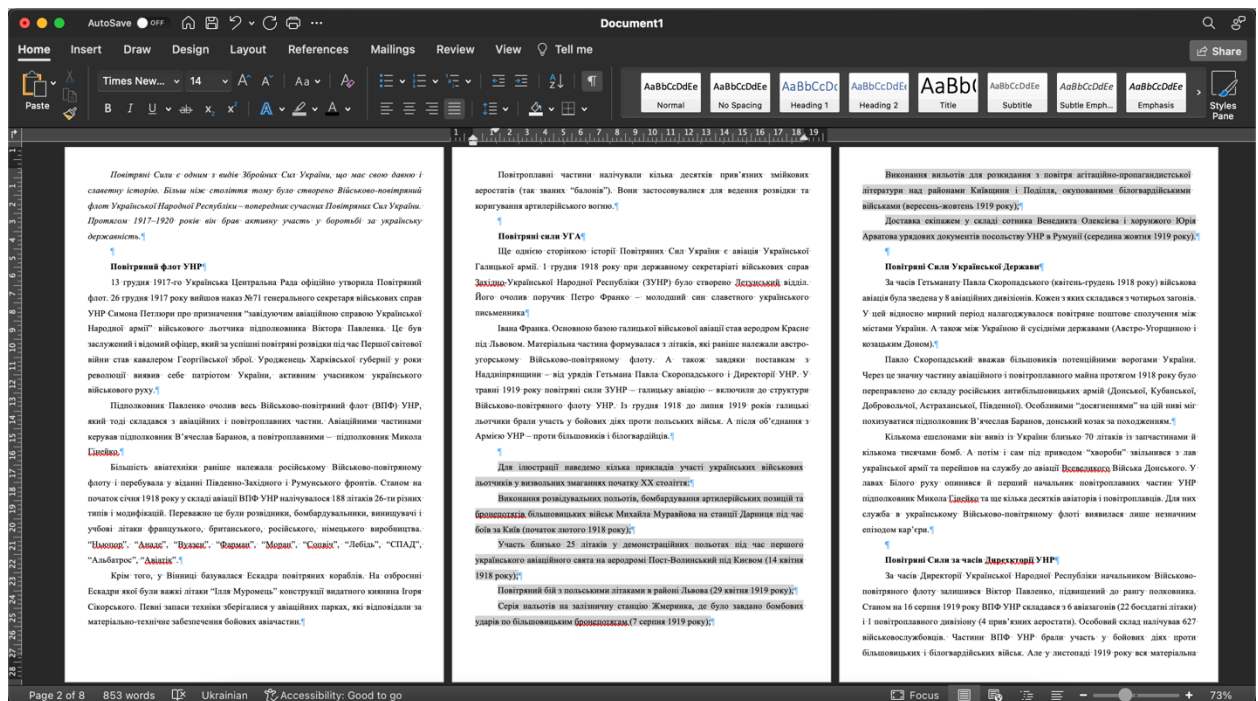 AutoSave OFF
Document1
Home Insert Draw Design Layout References Mailings Review View Tell me
Share
Paste
Times New... 14
Aa
B I U ab x₂ x² A A
AaBbCcDdEe AaBbCcDdEe AaBbCcDc AaBbCcDdEe AaBb( AaBbCcDdEe AaBbCcDdEe AaBbCcDdEe
Normal No Spacing Heading 1 Heading 2 Title Subtitle Subtle Emph... Emphasis
Styles Pane
1 1 2 3 4 5 6 7 8 9 10 11 12 13 14 15 16 17 18 19
Повітряні Сили є одним з видів Збройних Сил України, що має свою давню і
славетну історію. Більш ніж століття тому було створено Військово-повітряний
флот Української Народної Республіки – попередник сучасних Повітряних Сил України.
Протягом 1917–1920 років він брав активну участь у боротьбі за українську
державність.¶
¶
Повітряний флот УНР¶
13 грудня 1917-го Українська Центральна Рада офіційно утворила Повітряний
флот. 26 грудня 1917 року вийшов наказ №71 генерального секретаря військових справ
УНР Симона Петлюри про призначення “завідуючим авіаційною справою Української
Народної армії” військового льотчика підполковника Віктора Павленка. Це був
заслужений і відомий офіцер, який за успішні повітряні розвідки під час Першої світової
війни став кавалером Георгіївської зброї. Уродженець Харківської губернії у роки
революції виявив себе патріотом України, активним учасником українського
військового руху.¶
Підполковник Павленко очолив весь Військово-повітряний флот (ВПФ) УНР,
який тоді складався з авіаційних і повітроплавних частин. Авіаційними частинами
керував підполковник В’ячеслав Баранов, а повітроплавними – підполковник Микола
Гінейко.¶
Більшість авіатехніки раніше належала російському Військово-повітряному
флоту і перебувала у віданні Південно-Західного і Румунського фронтів. Станом на
початок січня 1918 року у складі авіації ВПФ УНР налічувалося 188 літаків 26-ти різних
типів і модифікацій. Переважно це були розвідники, бомбардувальники, винищувачі і
учбові літаки французького, британського, російського, німецького виробництва.
“Ньюпор”, “Анаде”, “Вуазен”, “Фарман”, “Моран”, “Сопвіч”, “Лебідь”, “СПАД”,
“Альбатрос”, “Авіатік”.¶
Крім того, у Вінниці базувалася Ескадра повітряних кораблів. На озброєнні
Ескадри якої були важкі літаки “Ілля Муромець” конструкції видатного киянина Ігоря
Сікорського. Певні запаси техніки зберігалися у авіаційних парках, які відповідали за
матеріально-технічне забезпечення бойових авіачастин.¶
Повітроплавні частини налічували кілька десятків прив’язних змійкових
аеростатів (так званих “балонів”). Вони застосовувалися для ведення розвідки та
коригування артилерійського вогню.¶
¶
Повітряні сили УГА¶
Ще однією сторінкою історії Повітряних Сил України є авіація Української
Галицької армії. 1 грудня 1918 року при державному секретаріаті військових справ
Західно-Української Народної Республіки (ЗУНР) було створено Летунський відділ.
Його очолив поручик Петро Франко – молодший син славетного українського
письменника¶
Івана Франка. Основною базою галицької військової авіації став аеродром Красне
під Львовом. Матеріальна частина формувалася з літаків, які раніше належали австро-
угорському Військово-повітряному флоту. А також завдяки поставкам з
Наддніпрянщини – від урядів Гетьмана Павла Скоропадського і Директорії УНР. У
травні 1919 року повітряні сили ЗУНР – галицьку авіацію – включили до структури
Військово-повітряного флоту УНР. Із грудня 1918 до липня 1919 років галицькі
льотчики брали участь у бойових діях проти польських військ. А після об’єднання з
Армією УНР – проти більшовиків і білогвардійців.¶
¶
Для ілюстрації наведемо кілька прикладів участі українських військових
льотчиків у визвольних змаганнях початку ХХ століття:¶
Виконання розвідувальних польотів, бомбардування артилерійських позицій та
бронепотягів більшовицьких військ Михайла Муравйова на станції Дарниця під час
боїв за Київ (початок лютого 1918 року);¶
Участь близько 25 літаків у демонстраційних польотах під час першого
українського авіаційного свята на аеродромі Пост-Волинський під Києвом (14 квітня
1918 року);¶
Повітряний бій з польськими літаками в районі Львова (29 квітня 1919 року);¶
Серія нальотів на залізничну станцію Жмеринка, де було завдано бомбових
ударів по більшовицьким бронепотягам (7 серпня 1919 року);¶
Виконання вильотів для розкидання з повітря агітаційно-пропагандистської
літератури над районами Київщини і Поділля, окупованими білогвардійськими
військами (вересень-жовтень 1919 року);¶
Доставка екіпажем у складі сотника Венедикта Олексієва і хорунжого Юрія
Арватова урядових документів посольству УНР в Румунії (середина жовтня 1919 року).¶
¶
Повітряні Сили Української Держави¶
За часів Гетьманату Павла Скоропадського (квітень-грудень 1918 року) військова
авіація була зведена у 8 авіаційних дивізіонів. Кожен з яких складався з чотирьох загонів.
У цей відносно мирний період налагоджувалося повітряне поштове сполучення між
містами України. А також між Україною й сусідніми державами (Австро-Угорщиною і
козацьким Доном).¶
Павло Скоропадський вважав більшовиків потенційними ворогами України.
Через це значну частину авіаційного і повітроплавного майна протягом 1918 року було
переправлено до складу російських антибільшовицьких армій (Донської, Кубанської,
Добровольчої, Астраханської, Південної). Особливими “досягненнями” на цій ниві міг
похизуватися підполковник В’ячеслав Баранов, донський козак за походженням.¶
Кількома ешелонами він вивіз із України близько 70 літаків із запчастинами й
кількома тисячами бомб. А потім і сам під приводом “хвороби” звільнився з лав
української армії та перейшов на службу до авіації Всевеликого Війська Донського. У
лавах Білого руху опинився й перший начальник повітроплавних частин УНР
підполковник Микола Гінейко та ще кілька десятків авіаторів і повітроплавців. Для них
служба в українському Військово-повітряному флоті виявилася лише незначним
епізодом кар’єри.¶
¶
Повітряні Сили за часів Дирехкторії УНР¶
За часів Директорії Української Народної Республіки начальником Військово-
повітряного флоту залишився Віктор Павленко, підвищений до рангу полковника.
Станом на 16 серпня 1919 року ВПФ УНР складався з 6 авіазагонів (22 боєздатні літаки)
і 1 повітроплавного дивізіону (4 прив’язних аеростати). Особовий склад налічував 627
військовослужбовців. Частини ВПФ УНР брали участь у бойових діях проти
більшовицьких і білогвардійських військ. Але у листопаді 1919 року вся матеріальна
Page 2 of 8 853 words Ukrainian Accessibility: Good to go
Focus 73%